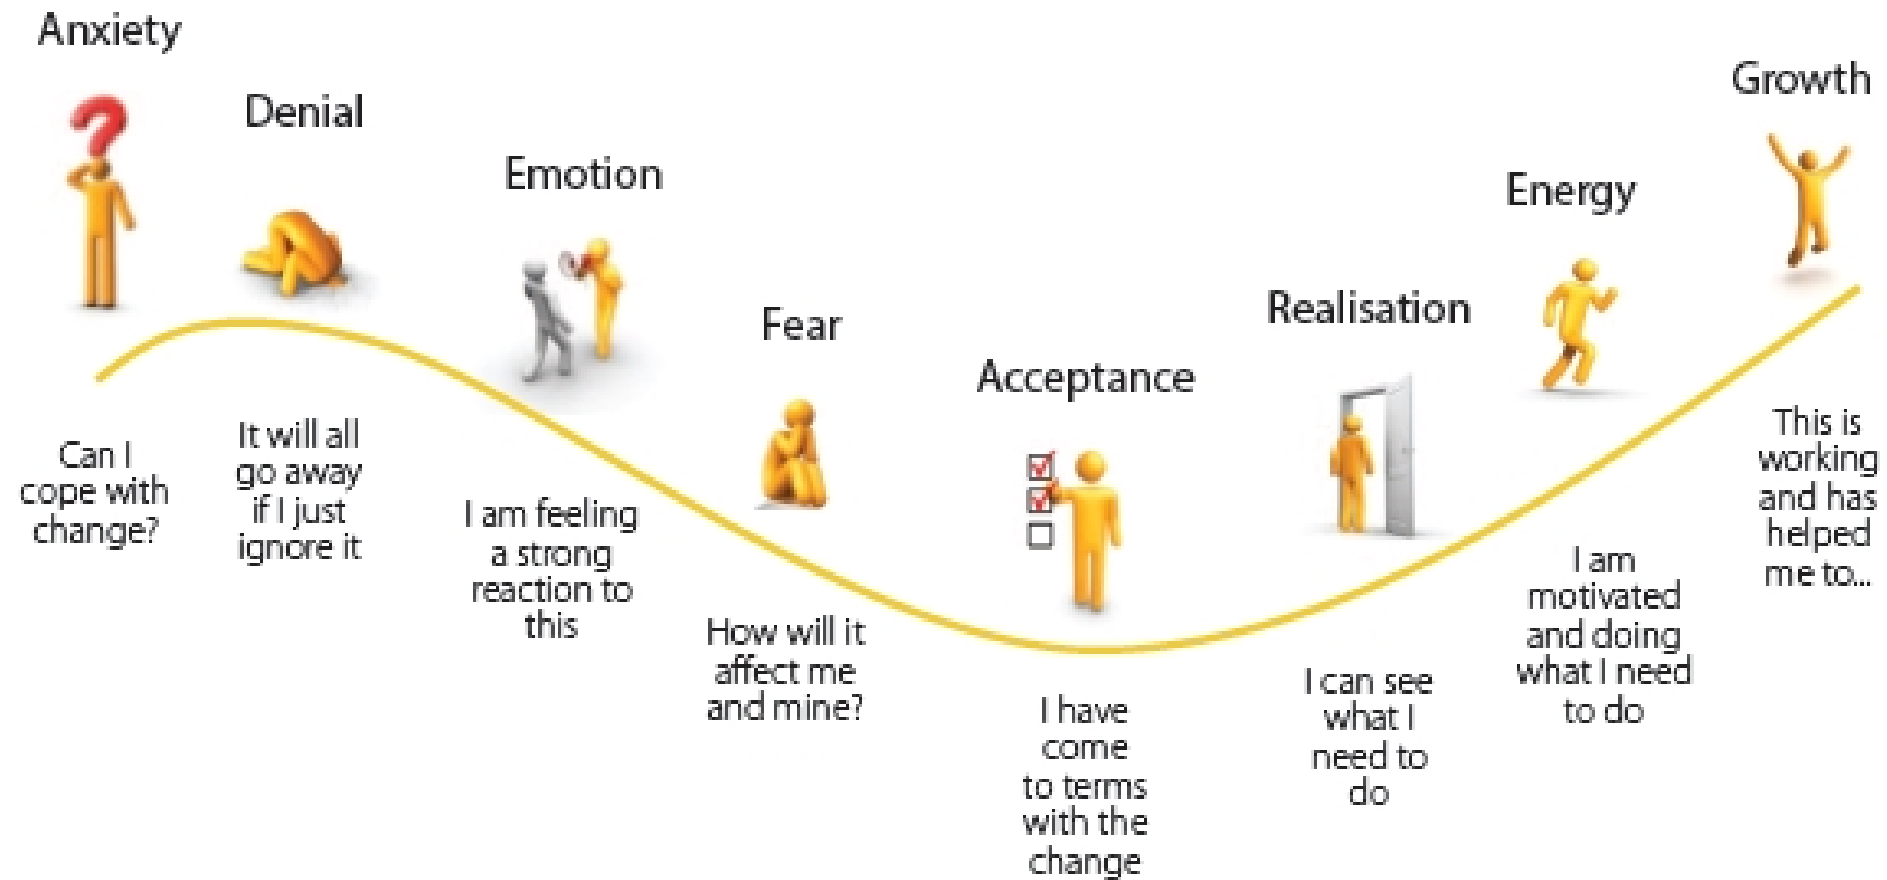 Anxiety
Can I
cope with
change?
Denial
It will all
go away
if I just
ignore it
Emotion
I am feeling
a strong
reaction to
this
Fear
How will it
affect me
and mine?
Acceptance
I have
come
to terms
with the
change
Realisation
I can see
what I
need to
do
Energy
I am
motivated
and doing
what I need
to do
Growth
This is
working
and has
helped
me to...